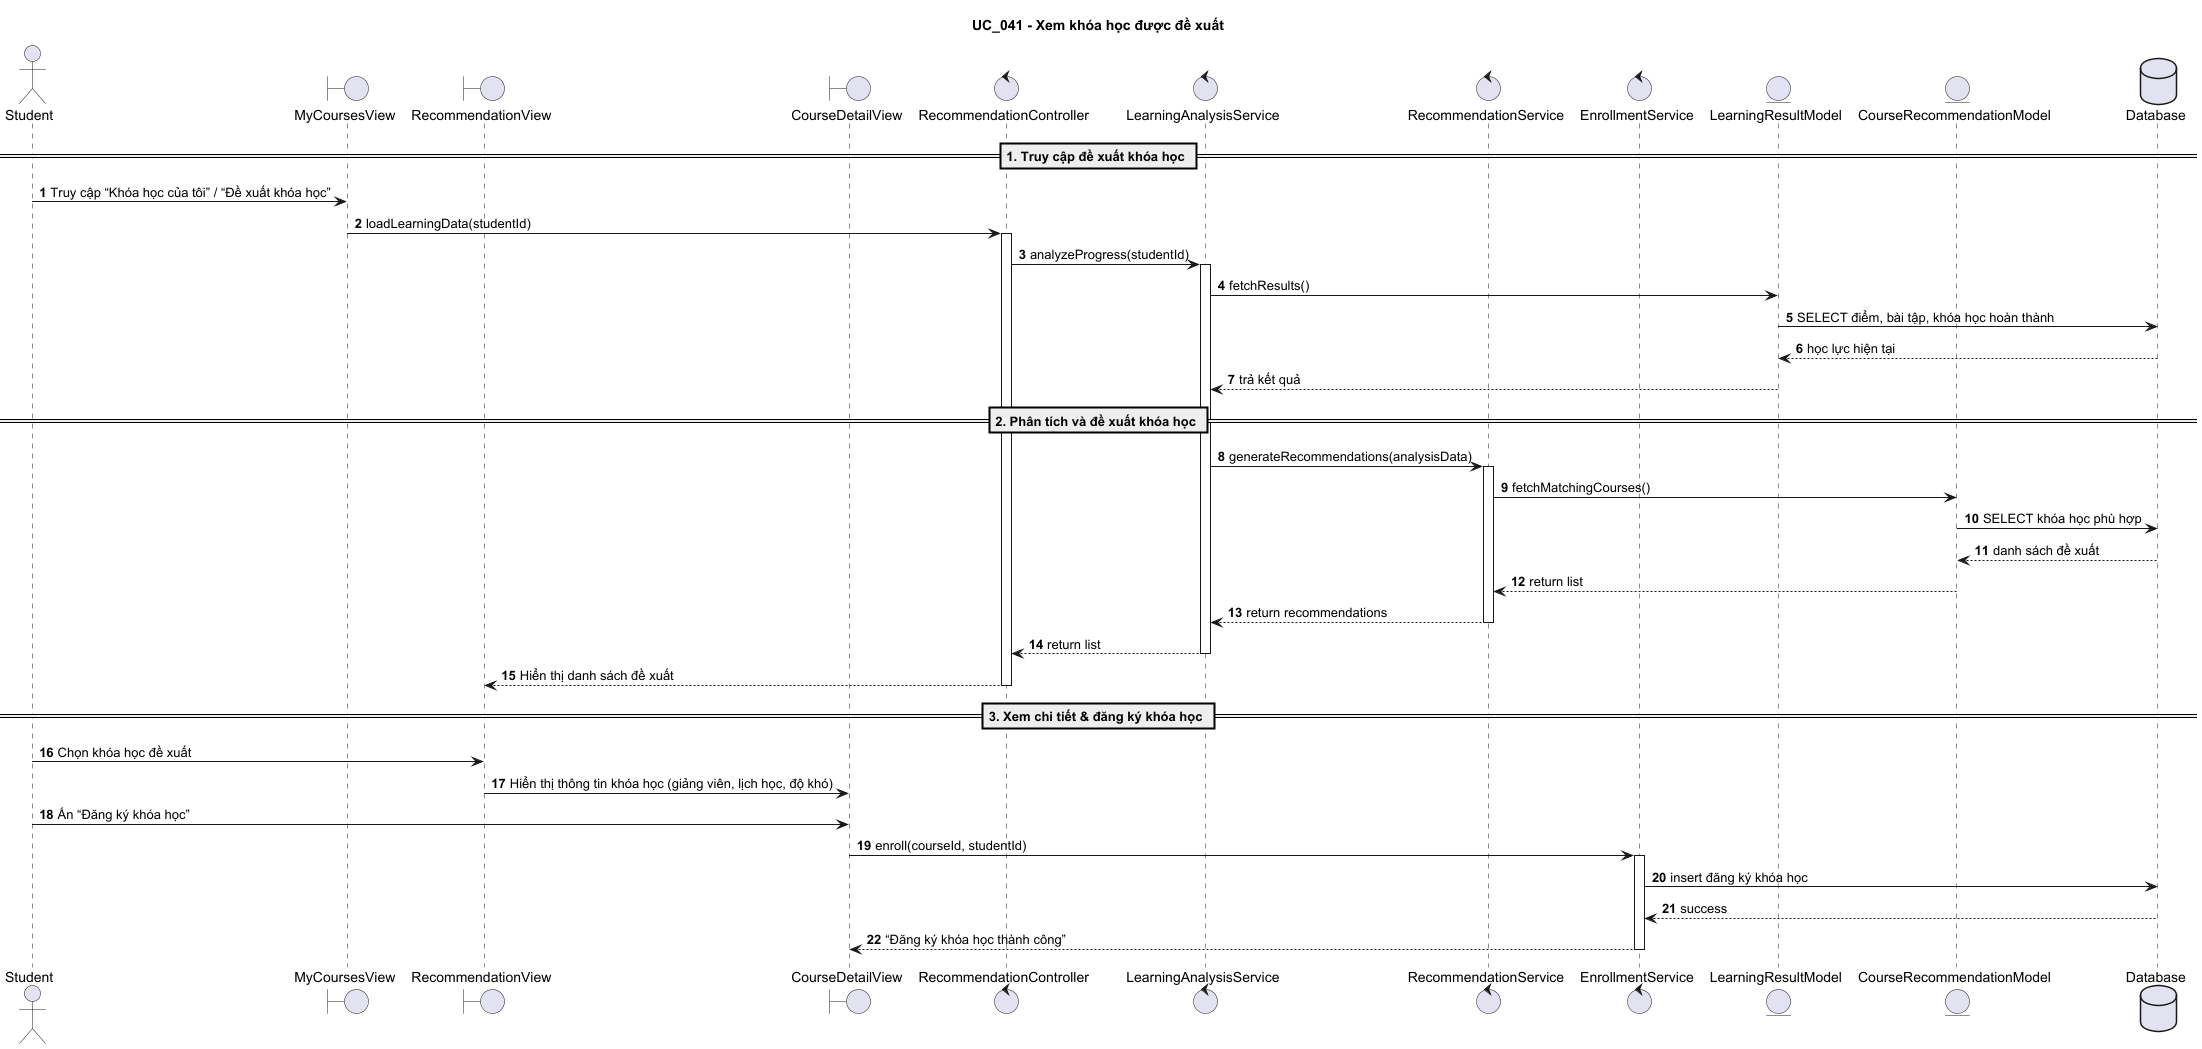 UC_041 - Xem khóa học được đề xuất
Student MyCoursesView RecommendationView CourseDetailView RecommendationController LearningAnalysisService RecommendationService EnrollmentService LearningResultModel CourseRecommendationModel Database
1. Truy cập đề xuất khóa học
1 Truy cập “Khóa học của tôi” / “Đề xuất khóa học”
2 loadLearningData(studentId)
3 analyzeProgress(studentId)
4 fetchResults()
5 SELECT điểm, bài tập, khóa học hoàn thành
6 học lực hiện tại
7 trả kết quả
2. Phân tích và đề xuất khóa học
8 generateRecommendations(analysisData)
9 fetchMatchingCourses()
10 SELECT khóa học phù hợp
11 danh sách đề xuất
12 return list
13 return recommendations
14 return list
15 Hiển thị danh sách đề xuất
3. Xem chi tiết & đăng ký khóa học
16 Chọn khóa học đề xuất
17 Hiển thị thông tin khóa học (giảng viên, lịch học, độ khó)
18 Ấn “Đăng ký khóa học”
19 enroll(courseId, studentId)
20 insert đăng ký khóa học
21 success
22 “Đăng ký khóa học thành công”
Student MyCoursesView RecommendationView CourseDetailView RecommendationController LearningAnalysisService RecommendationService EnrollmentService LearningResultModel CourseRecommendationModel Database